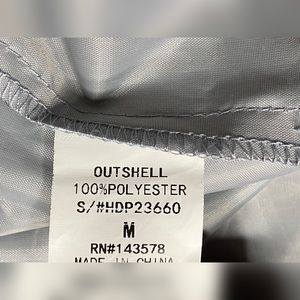 OUTSHELL
100%POLYESTER
S/#HDP23660
M
RN#143578
MADE IN CHINA